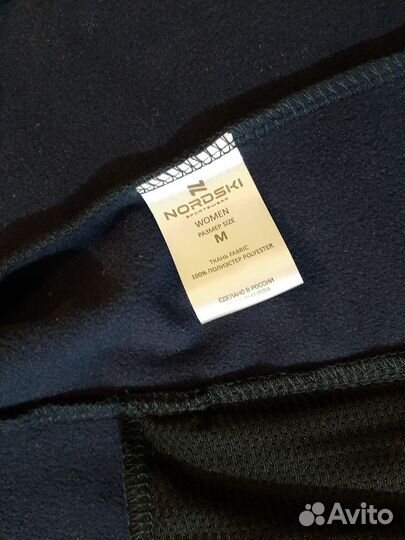 NORDSKI
SPORTSWEAR
WOMEN
РАЗМЕР SIZE
M
ТКАНЬ FABRIC
100% ПОЛИЭСТЕР POLYESTER
СДЕЛАНО В РОССИИ
Avito